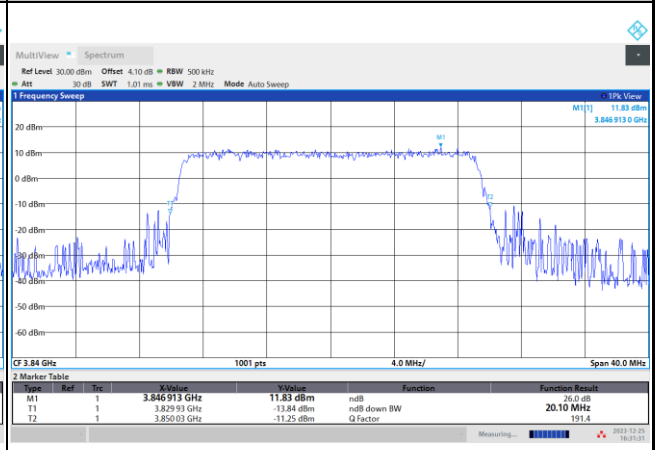 MultiView Spectrum
Ref Level 30.00 dBm Offset 4.10 dB RBW 500 kHz
Att 30 dB SWT 1.01 ms VBW 2 MHz Mode Auto Sweep
1 Frequency Sweep 1Pk View
M1[1] 11.83 dBm
3.846 913 0 GHz
20 dBm
M1
10 dBm
0 dBm
T1
T2
-10 dBm
-20 dBm
-30 dBm
-40 dBm
-50 dBm
-60 dBm
CF 3.84 GHz 1001 pts 4.0 MHz/ Span 40.0 MHz
2 Marker Table
Type Ref Trc X-Value Y-Value Function Function Result
M1 1 3.846 913 GHz 11.83 dBm ndB 26.0 dB
T1 1 3.829 93 GHz -13.84 dBm ndB down BW 20.10 MHz
T2 1 3.850 03 GHz -11.25 dBm Q Factor 191.4
Measuring... 2023-12-25
16:31:31